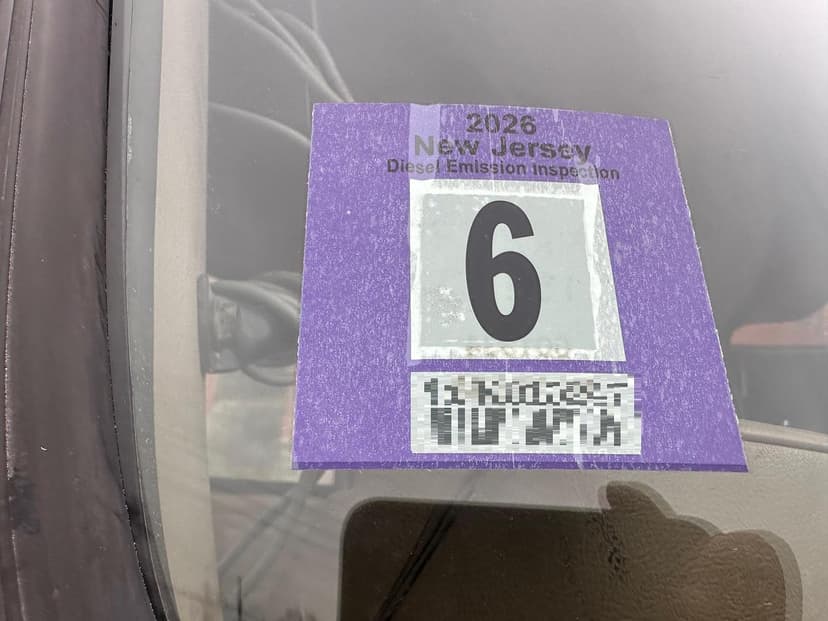 2026
New Jersey
Diesel Emission Inspection
6